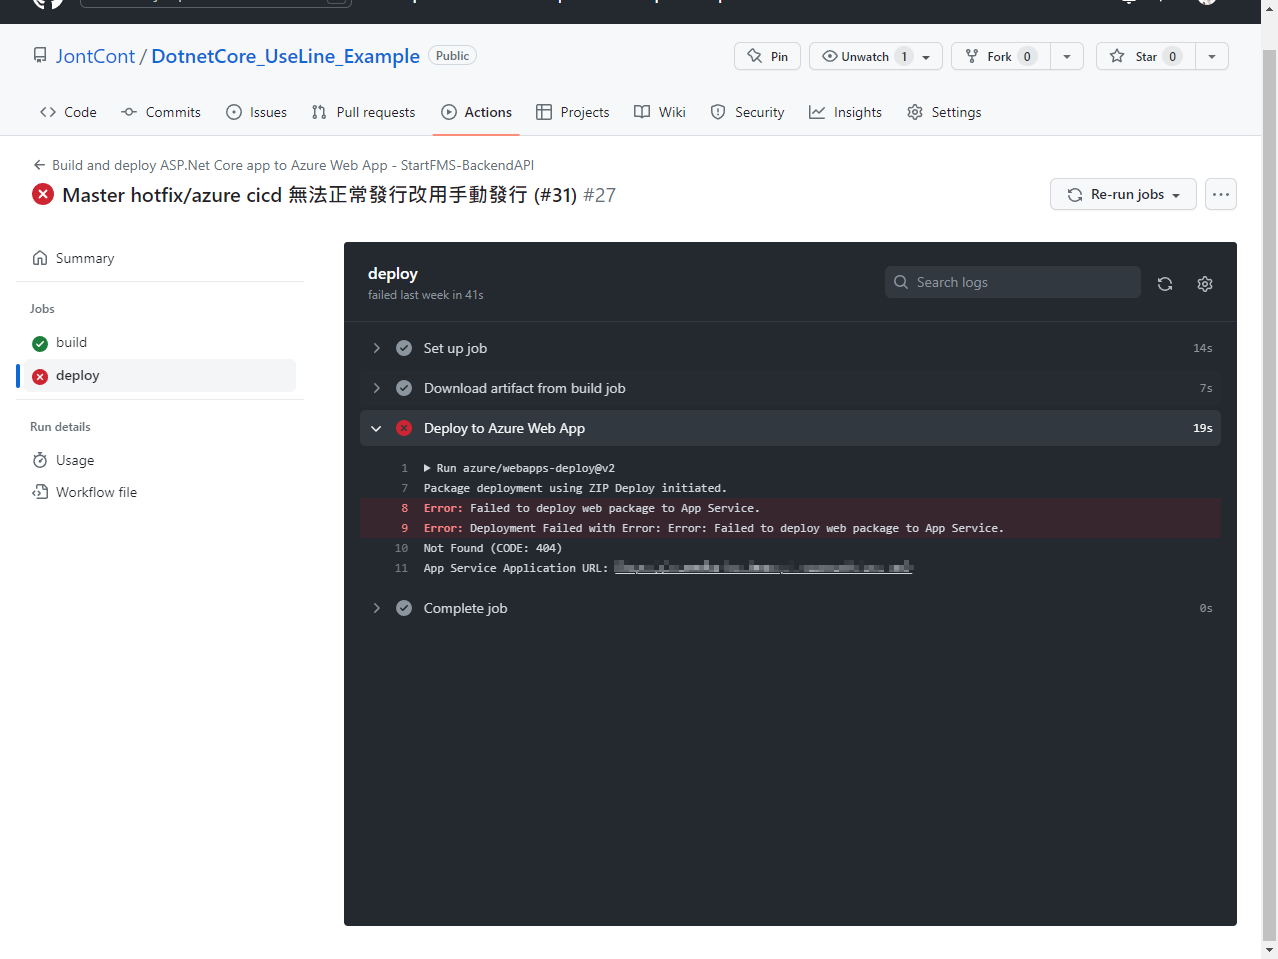 JontCont / DotnetCore_UseLine_Example Public
Pin
Unwatch 1
Fork 0
Star 0
Code
Commits
Issues
Pull requests
Actions
Projects
Wiki
Security
Insights
Settings
Build and deploy ASP.Net Core app to Azure Web App - StartFMS-BackendAPI
Master hotfix/azure cicd 無法正常發行改用手動發行 (#31) #27
Re-run jobs
Summary
Jobs
build
deploy
Run details
Usage
Workflow file
deploy
failed last week in 41s
Search logs
Set up job 14s
Download artifact from build job 7s
Deploy to Azure Web App 19s
1 Run azure/webapps-deploy@v2
7 Package deployment using ZIP Deploy initiated.
8 Error: Failed to deploy web package to App Service.
9 Error: Deployment Failed with Error: Error: Failed to deploy web package to App Service.
10 Not Found (CODE: 404)
11 App Service Application URL:
Complete job 0s